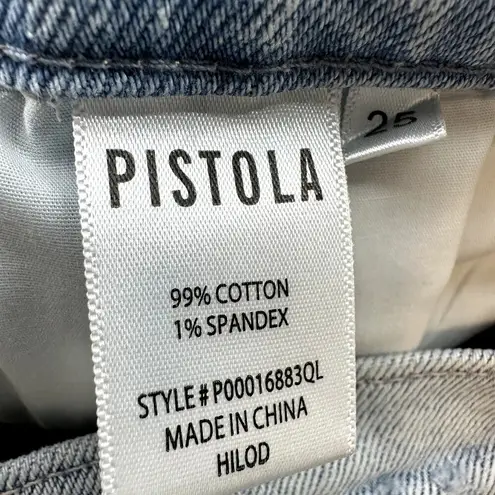 PISTOLA
25
99% COTTON
1% SPANDEX
STYLE# P00016883QL
MADE IN CHINA
HILOD